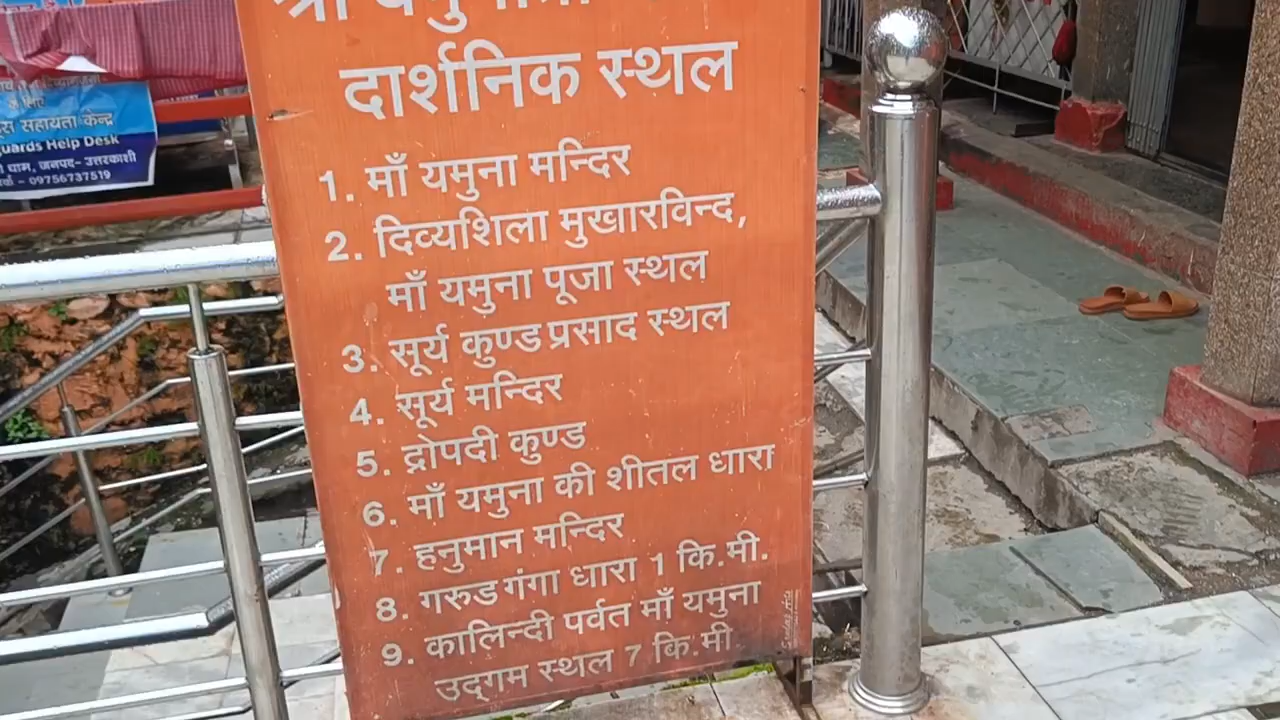 श्री
दार्शनिक स्थल
1. माँ यमुना मन्दिर
2. दिव्यशिला मुखारविन्द,
माँ यमुना पूजा स्थल
3. सूर्य कुण्ड प्रसाद स्थल
4. सूर्य मन्दिर
5. द्रोपदी कुण्ड
6. माँ यमुना की शीतल धारा
7. हनुमान मन्दिर
8. गरुड गंगा धारा 1 कि.मी.
9. कालिन्दी पर्वत माँ यमुना
उद्गम स्थल 7 कि.मी
सहायता केन्द्र
Help Desk
धाम, जनपद- उत्तरकाशी
09756737519